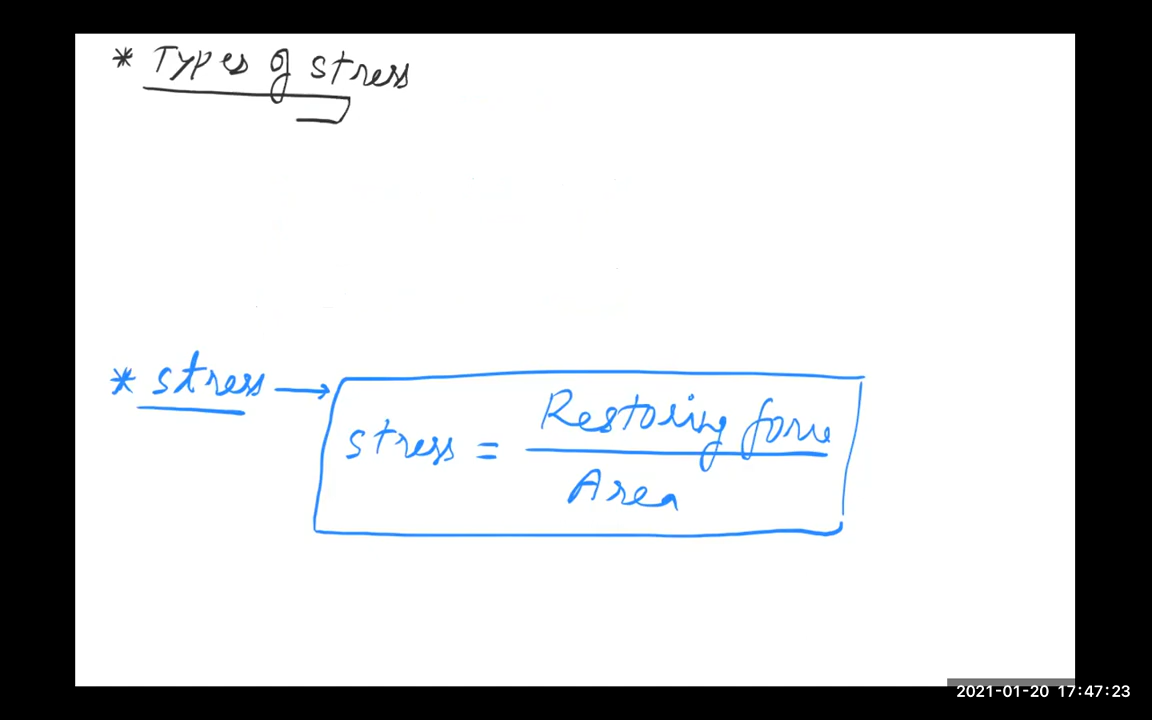 * Types of stress
* stress →
stress = Restoring force
Area
2021-01-20 17:47:23